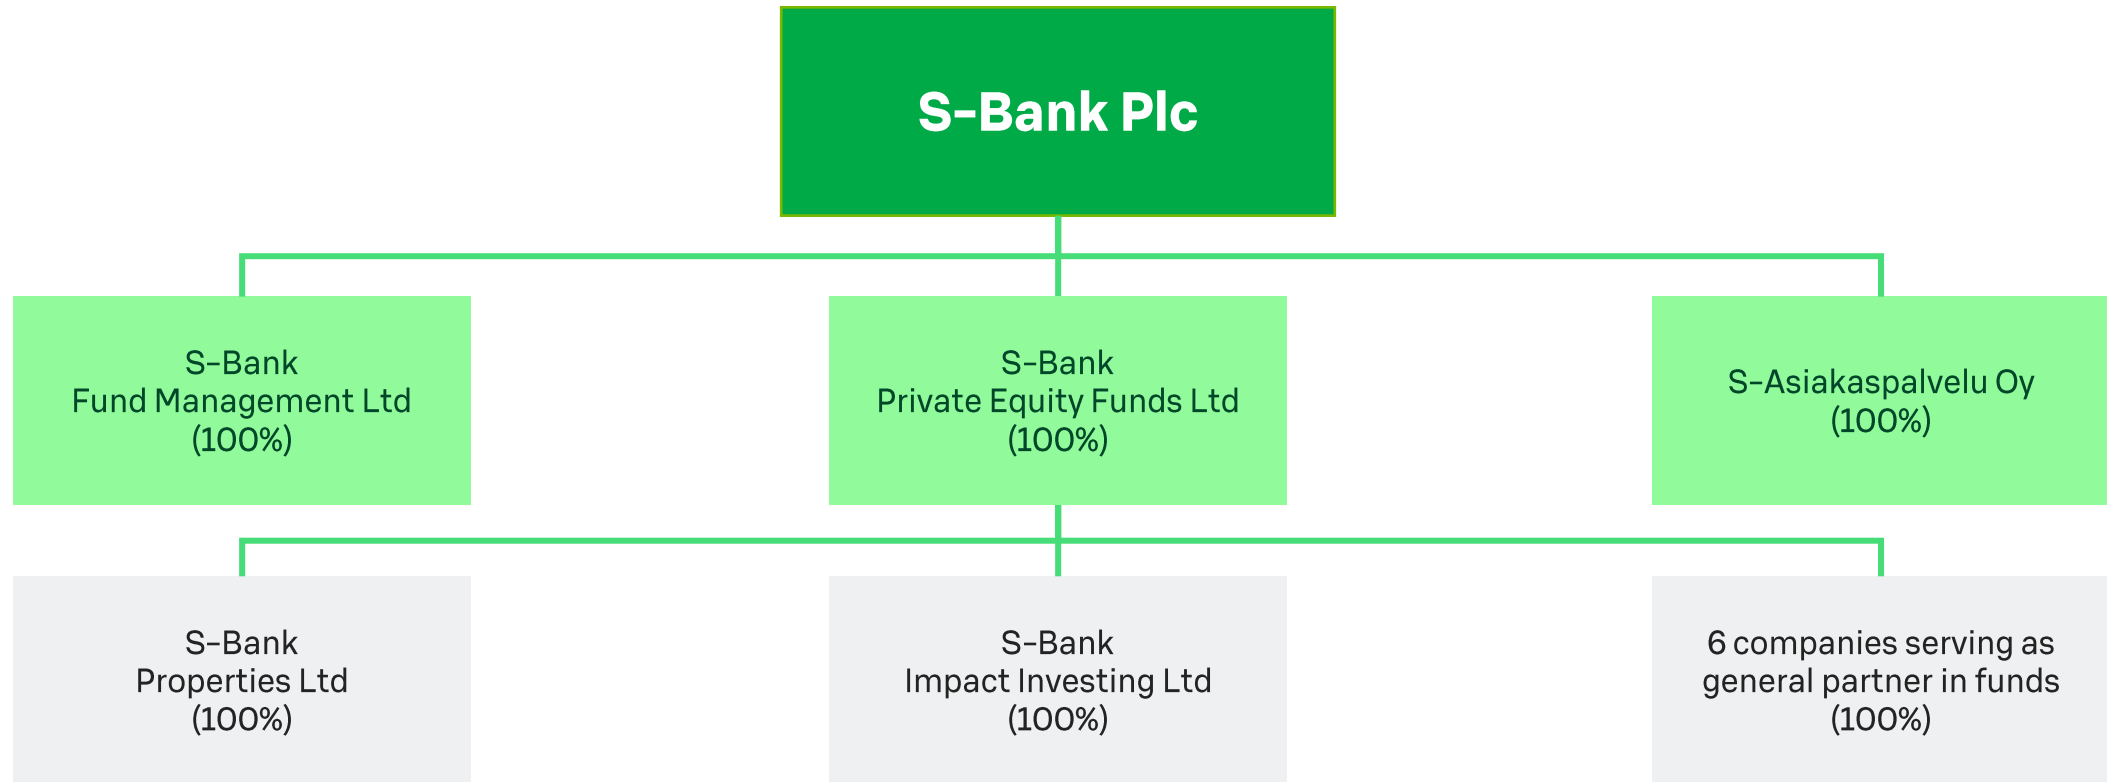 S-Bank Plc
S-Bank
Fund Management Ltd
(100%)
S-Bank
Private Equity Funds Ltd
(100%)
S-Asiakaspalvelu Oy
(100%)
S-Bank
Properties Ltd
(100%)
S-Bank
Impact Investing Ltd
(100%)
6 companies serving as
general partner in funds
(100%)